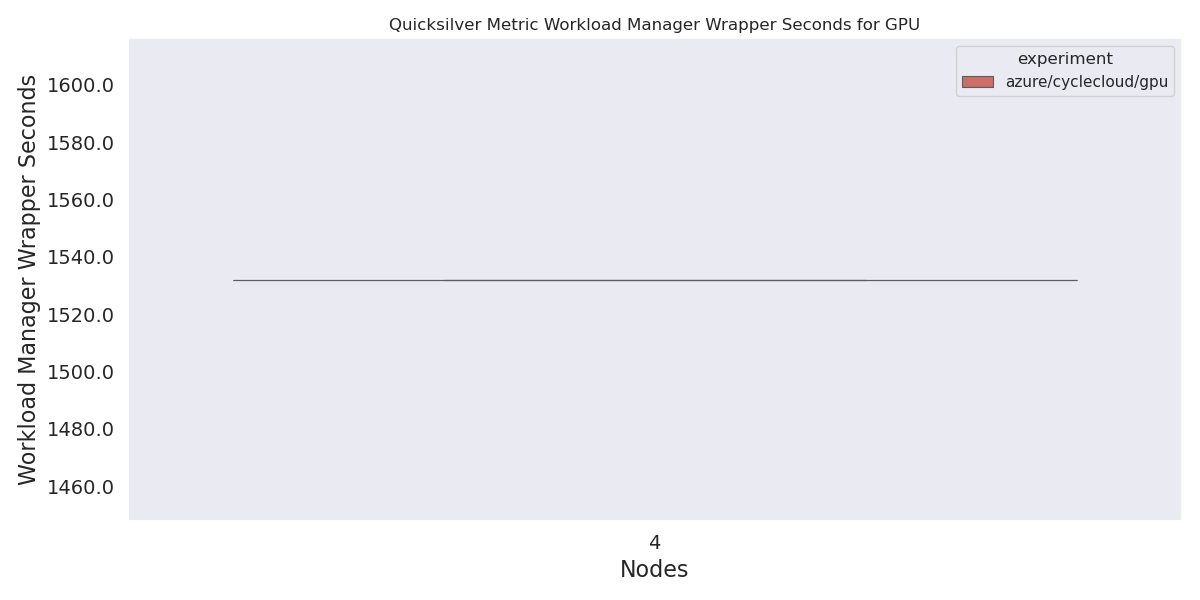 Quicksilver Metric Workload Manager Wrapper Seconds for GPU
experiment
azure/cyclecloud/gpu
Workload Manager Wrapper Seconds
1600.0
1580.0
1560.0
1540.0
1520.0
1500.0
1480.0
1460.0
4
Nodes